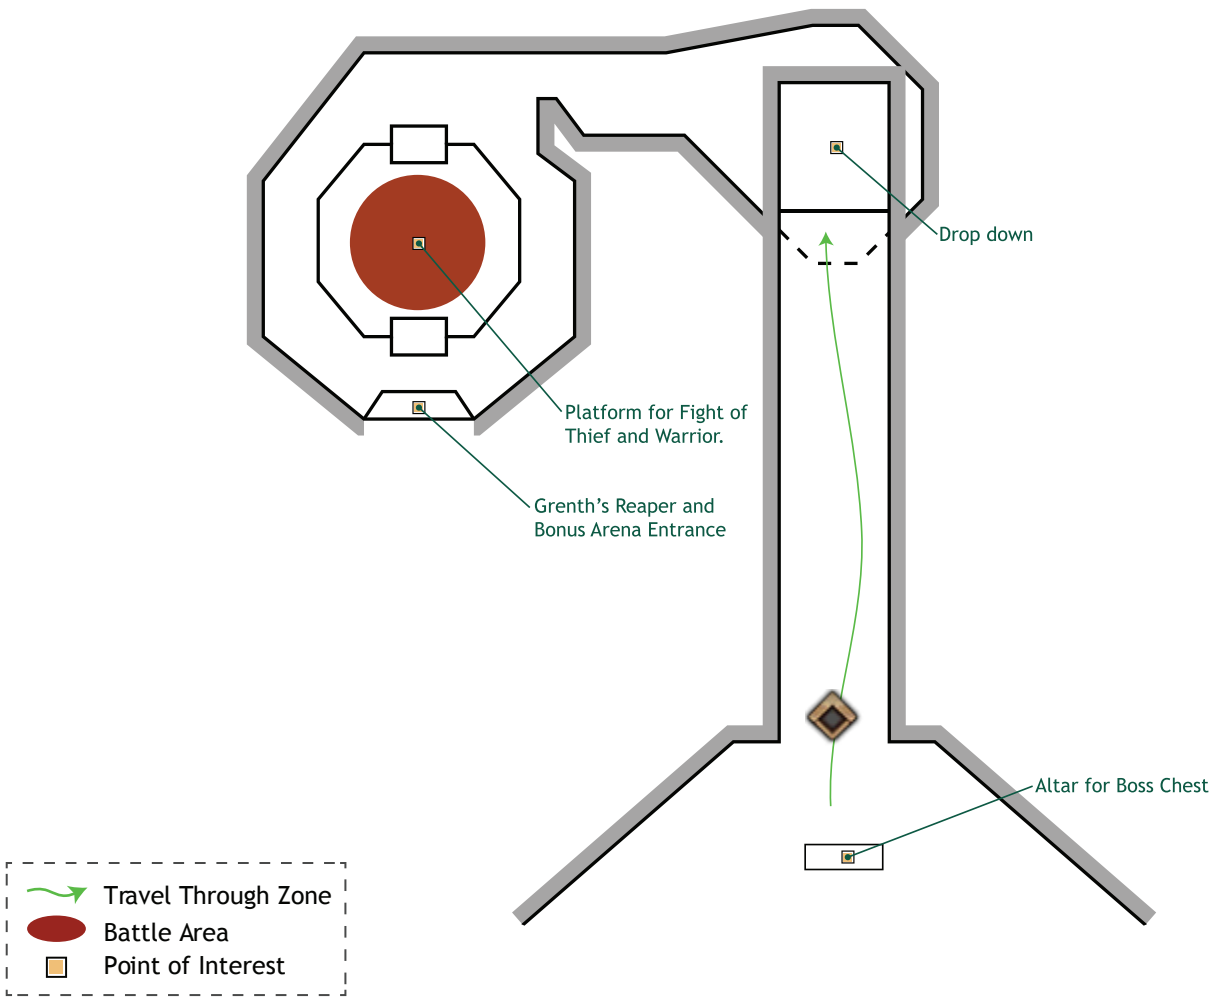 Drop down
Platform for Fight of
Thief and Warrior.
Grenth's Reaper and
Bonus Arena Entrance
Altar for Boss Chest
Travel Through Zone
Battle Area
Point of Interest